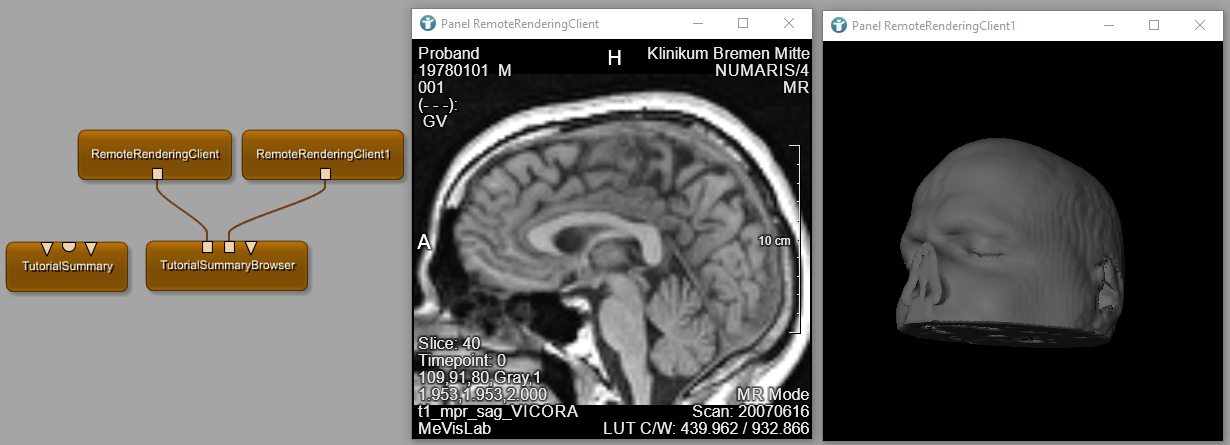 Panel RemoteRenderingClient
Panel RemoteRenderingClient1
RemoteRenderingClient
RemoteRenderingClient1
TutorialSummary
TutorialSummaryBrowser
Proband
19780101 M
001
(- - -):
GV
H
Klinikum Bremen Mitte
NUMARIS/4
MR
A
10 cm
Slice: 40
Timepoint: 0
109,91,80,Gray,1
1.953,1.953,2.000
t1_mpr_sag_VICORA
MeVisLab
MR Mode
Scan: 20070616
LUT C/W: 439.962 / 932.866